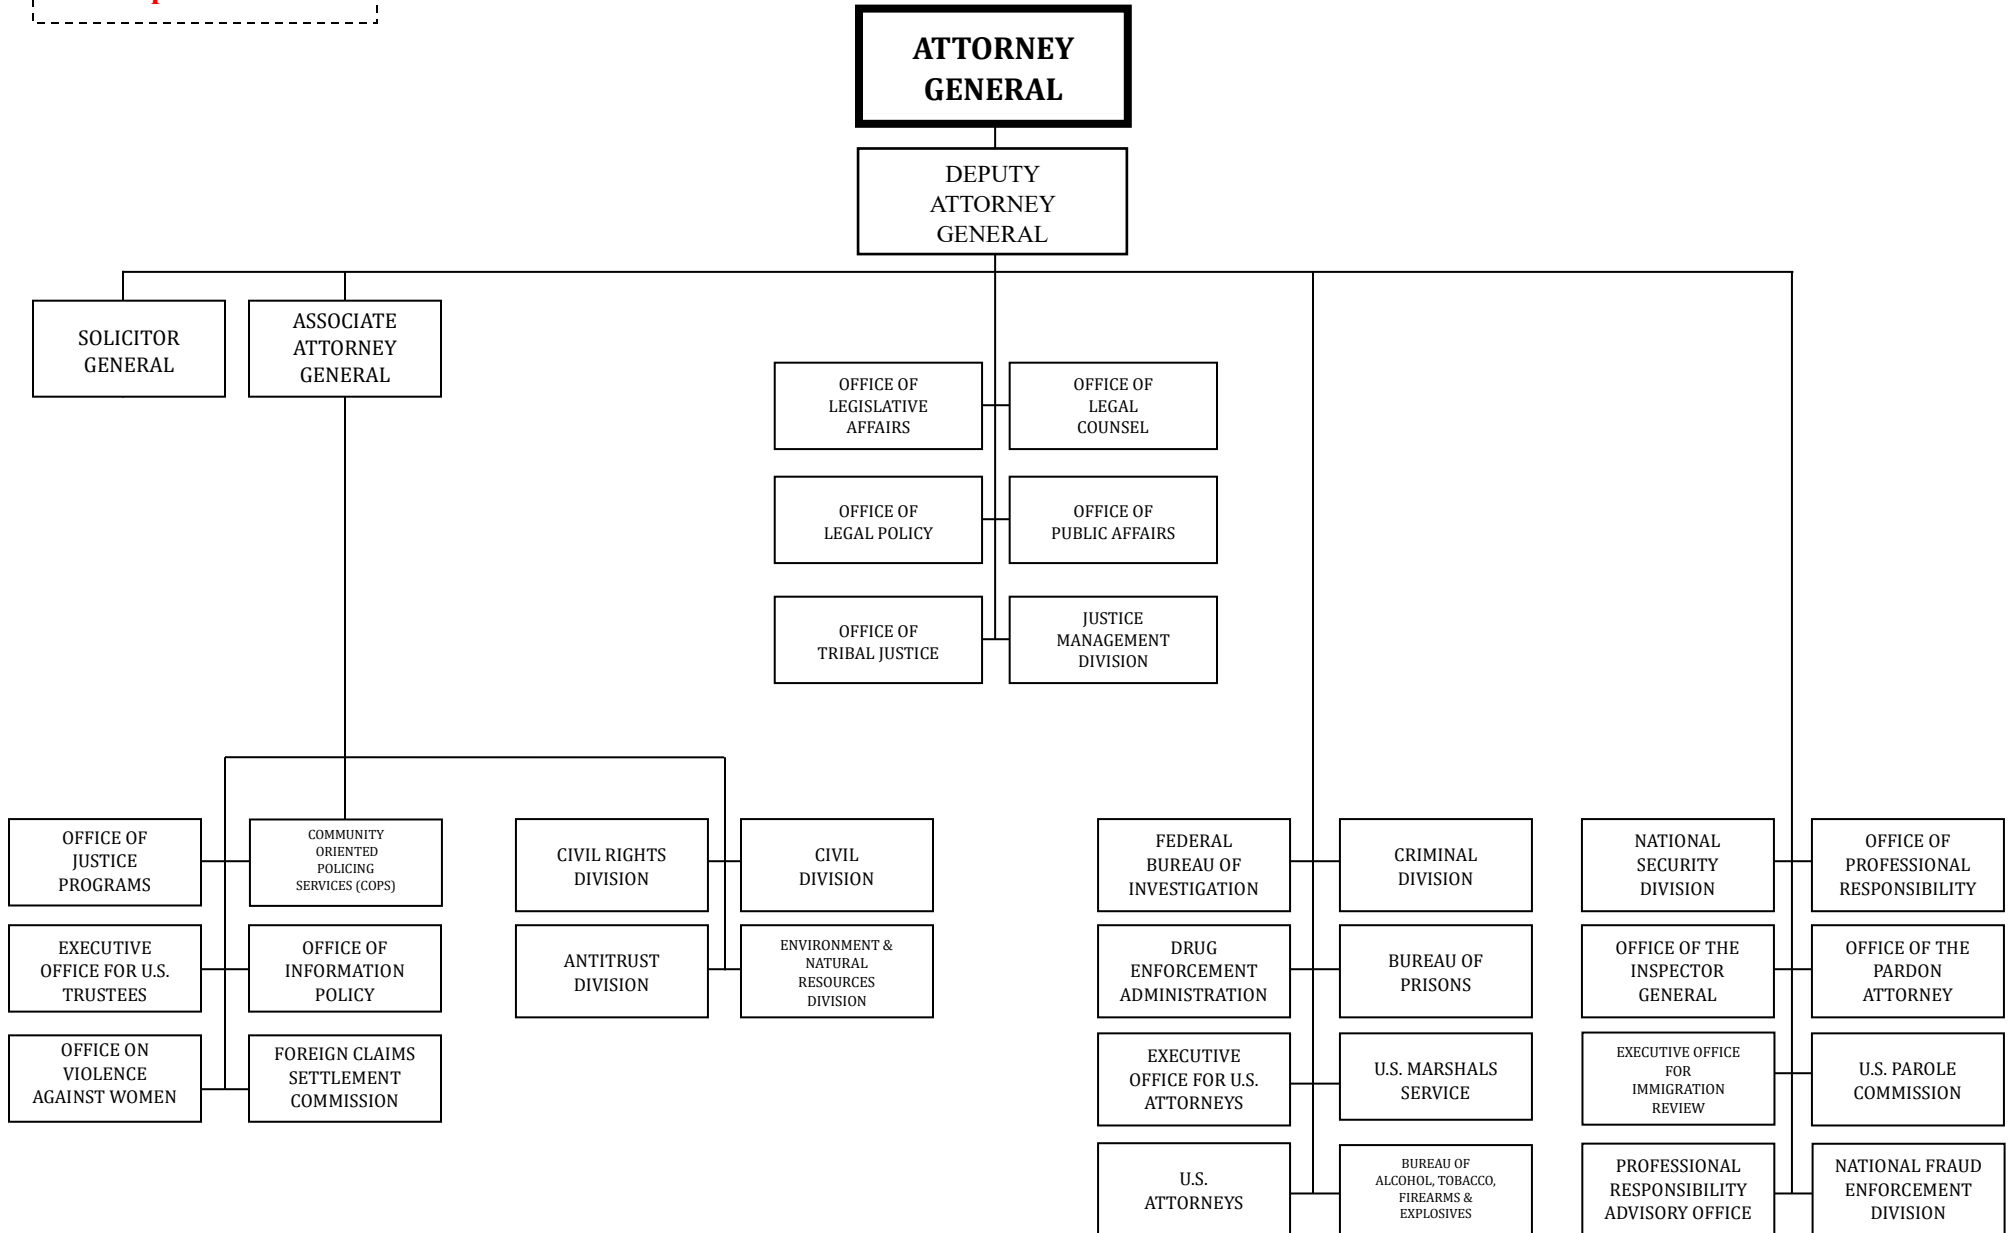 ATTORNEY
GENERAL
DEPUTY
ATTORNEY
GENERAL
SOLICITOR
GENERAL
ASSOCIATE
ATTORNEY
GENERAL
OFFICE OF
LEGISLATIVE
AFFAIRS
OFFICE OF
LEGAL
COUNSEL
OFFICE OF
LEGAL POLICY
OFFICE OF
PUBLIC AFFAIRS
OFFICE OF
TRIBAL JUSTICE
JUSTICE
MANAGEMENT
DIVISION
OFFICE OF
JUSTICE
PROGRAMS
COMMUNITY
ORIENTED
POLICING
SERVICES (COPS)
CIVIL RIGHTS
DIVISION
CIVIL
DIVISION
FEDERAL
BUREAU OF
INVESTIGATION
CRIMINAL
DIVISION
NATIONAL
SECURITY
DIVISION
OFFICE OF
PROFESSIONAL
RESPONSIBILITY
EXECUTIVE
OFFICE FOR U.S.
TRUSTEES
OFFICE OF
INFORMATION
POLICY
ANTITRUST
DIVISION
ENVIRONMENT &
NATURAL
RESOURCES
DIVISION
DRUG
ENFORCEMENT
ADMINISTRATION
BUREAU OF
PRISONS
OFFICE OF THE
INSPECTOR
GENERAL
OFFICE OF THE
PARDON
ATTORNEY
OFFICE ON
VIOLENCE
AGAINST WOMEN
FOREIGN CLAIMS
SETTLEMENT
COMMISSION
EXECUTIVE
OFFICE FOR U.S.
ATTORNEYS
U.S. MARSHALS
SERVICE
EXECUTIVE OFFICE
FOR
IMMIGRATION
REVIEW
U.S. PAROLE
COMMISSION
U.S.
ATTORNEYS
BUREAU OF
ALCOHOL, TOBACCO,
FIREARMS &
EXPLOSIVES
PROFESSIONAL
RESPONSIBILITY
ADVISORY OFFICE
NATIONAL FRAUD
ENFORCEMENT
DIVISION